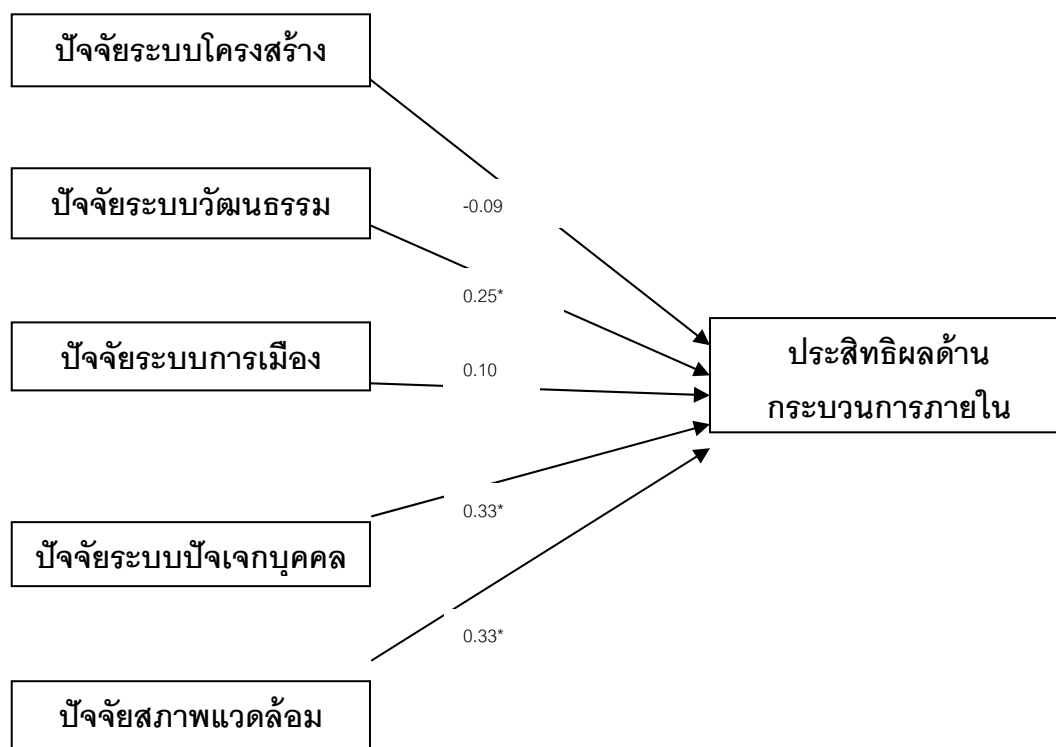 ปัจจัยระบบโครงสร้าง
ปัจจัยระบบวัฒนธรรม
-0.09
0.25*
ปัจจัยระบบการเมือง
0.10
ประสิทธิผลด้าน
กระบวนการภายใน
0.33*
ปัจจัยระบบปัจเจกบุคคล
0.33*
ปัจจัยสภาพแวดล้อม